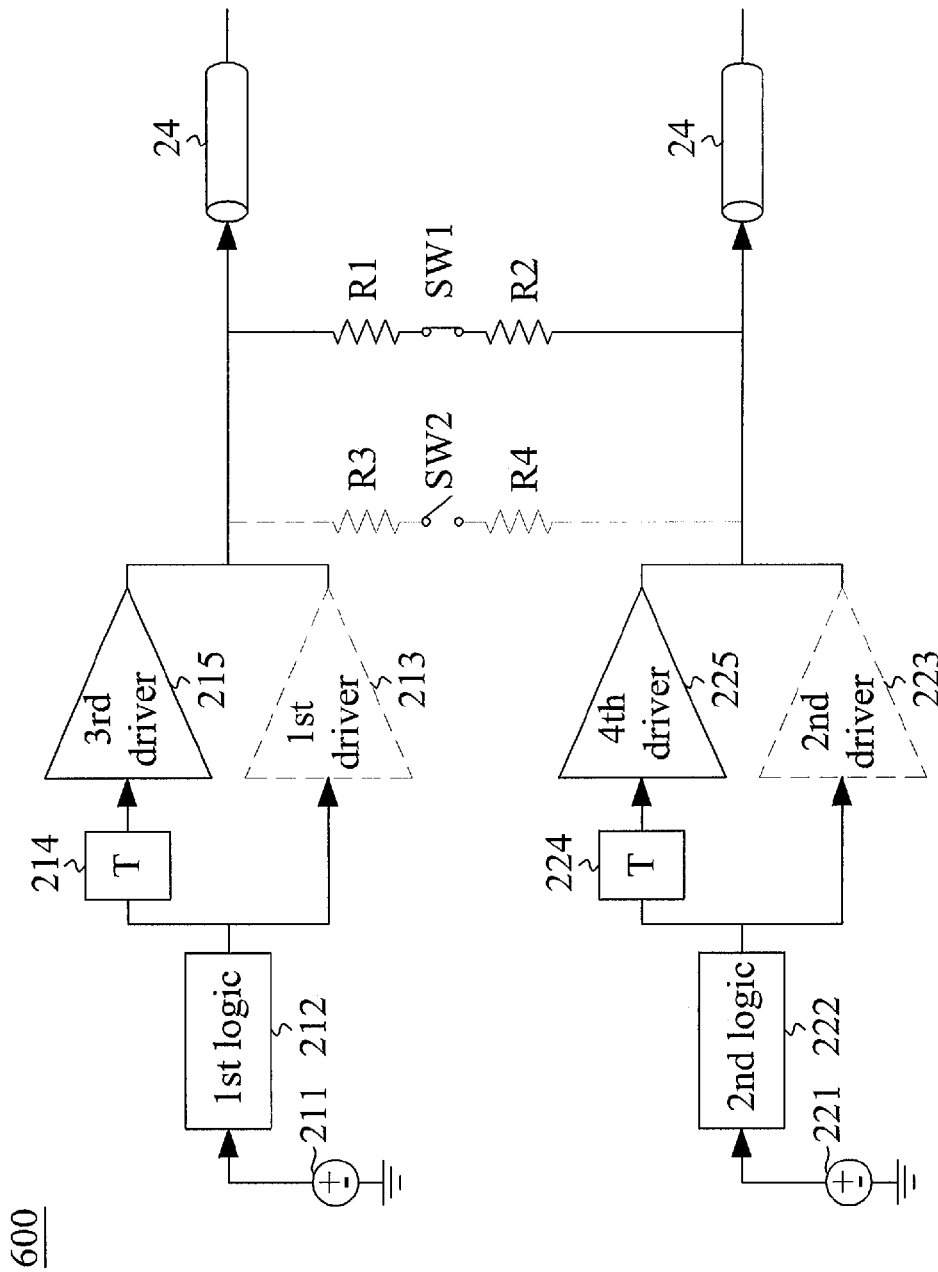 600
211
1st logic
212
214
T
3rd
driver
215
1st
driver
213
R3
SW2
R4
R1
SW1
R2
24
221
2nd logic
222
224
T
4th
driver
225
2nd
driver
223
24
+
-
+
-